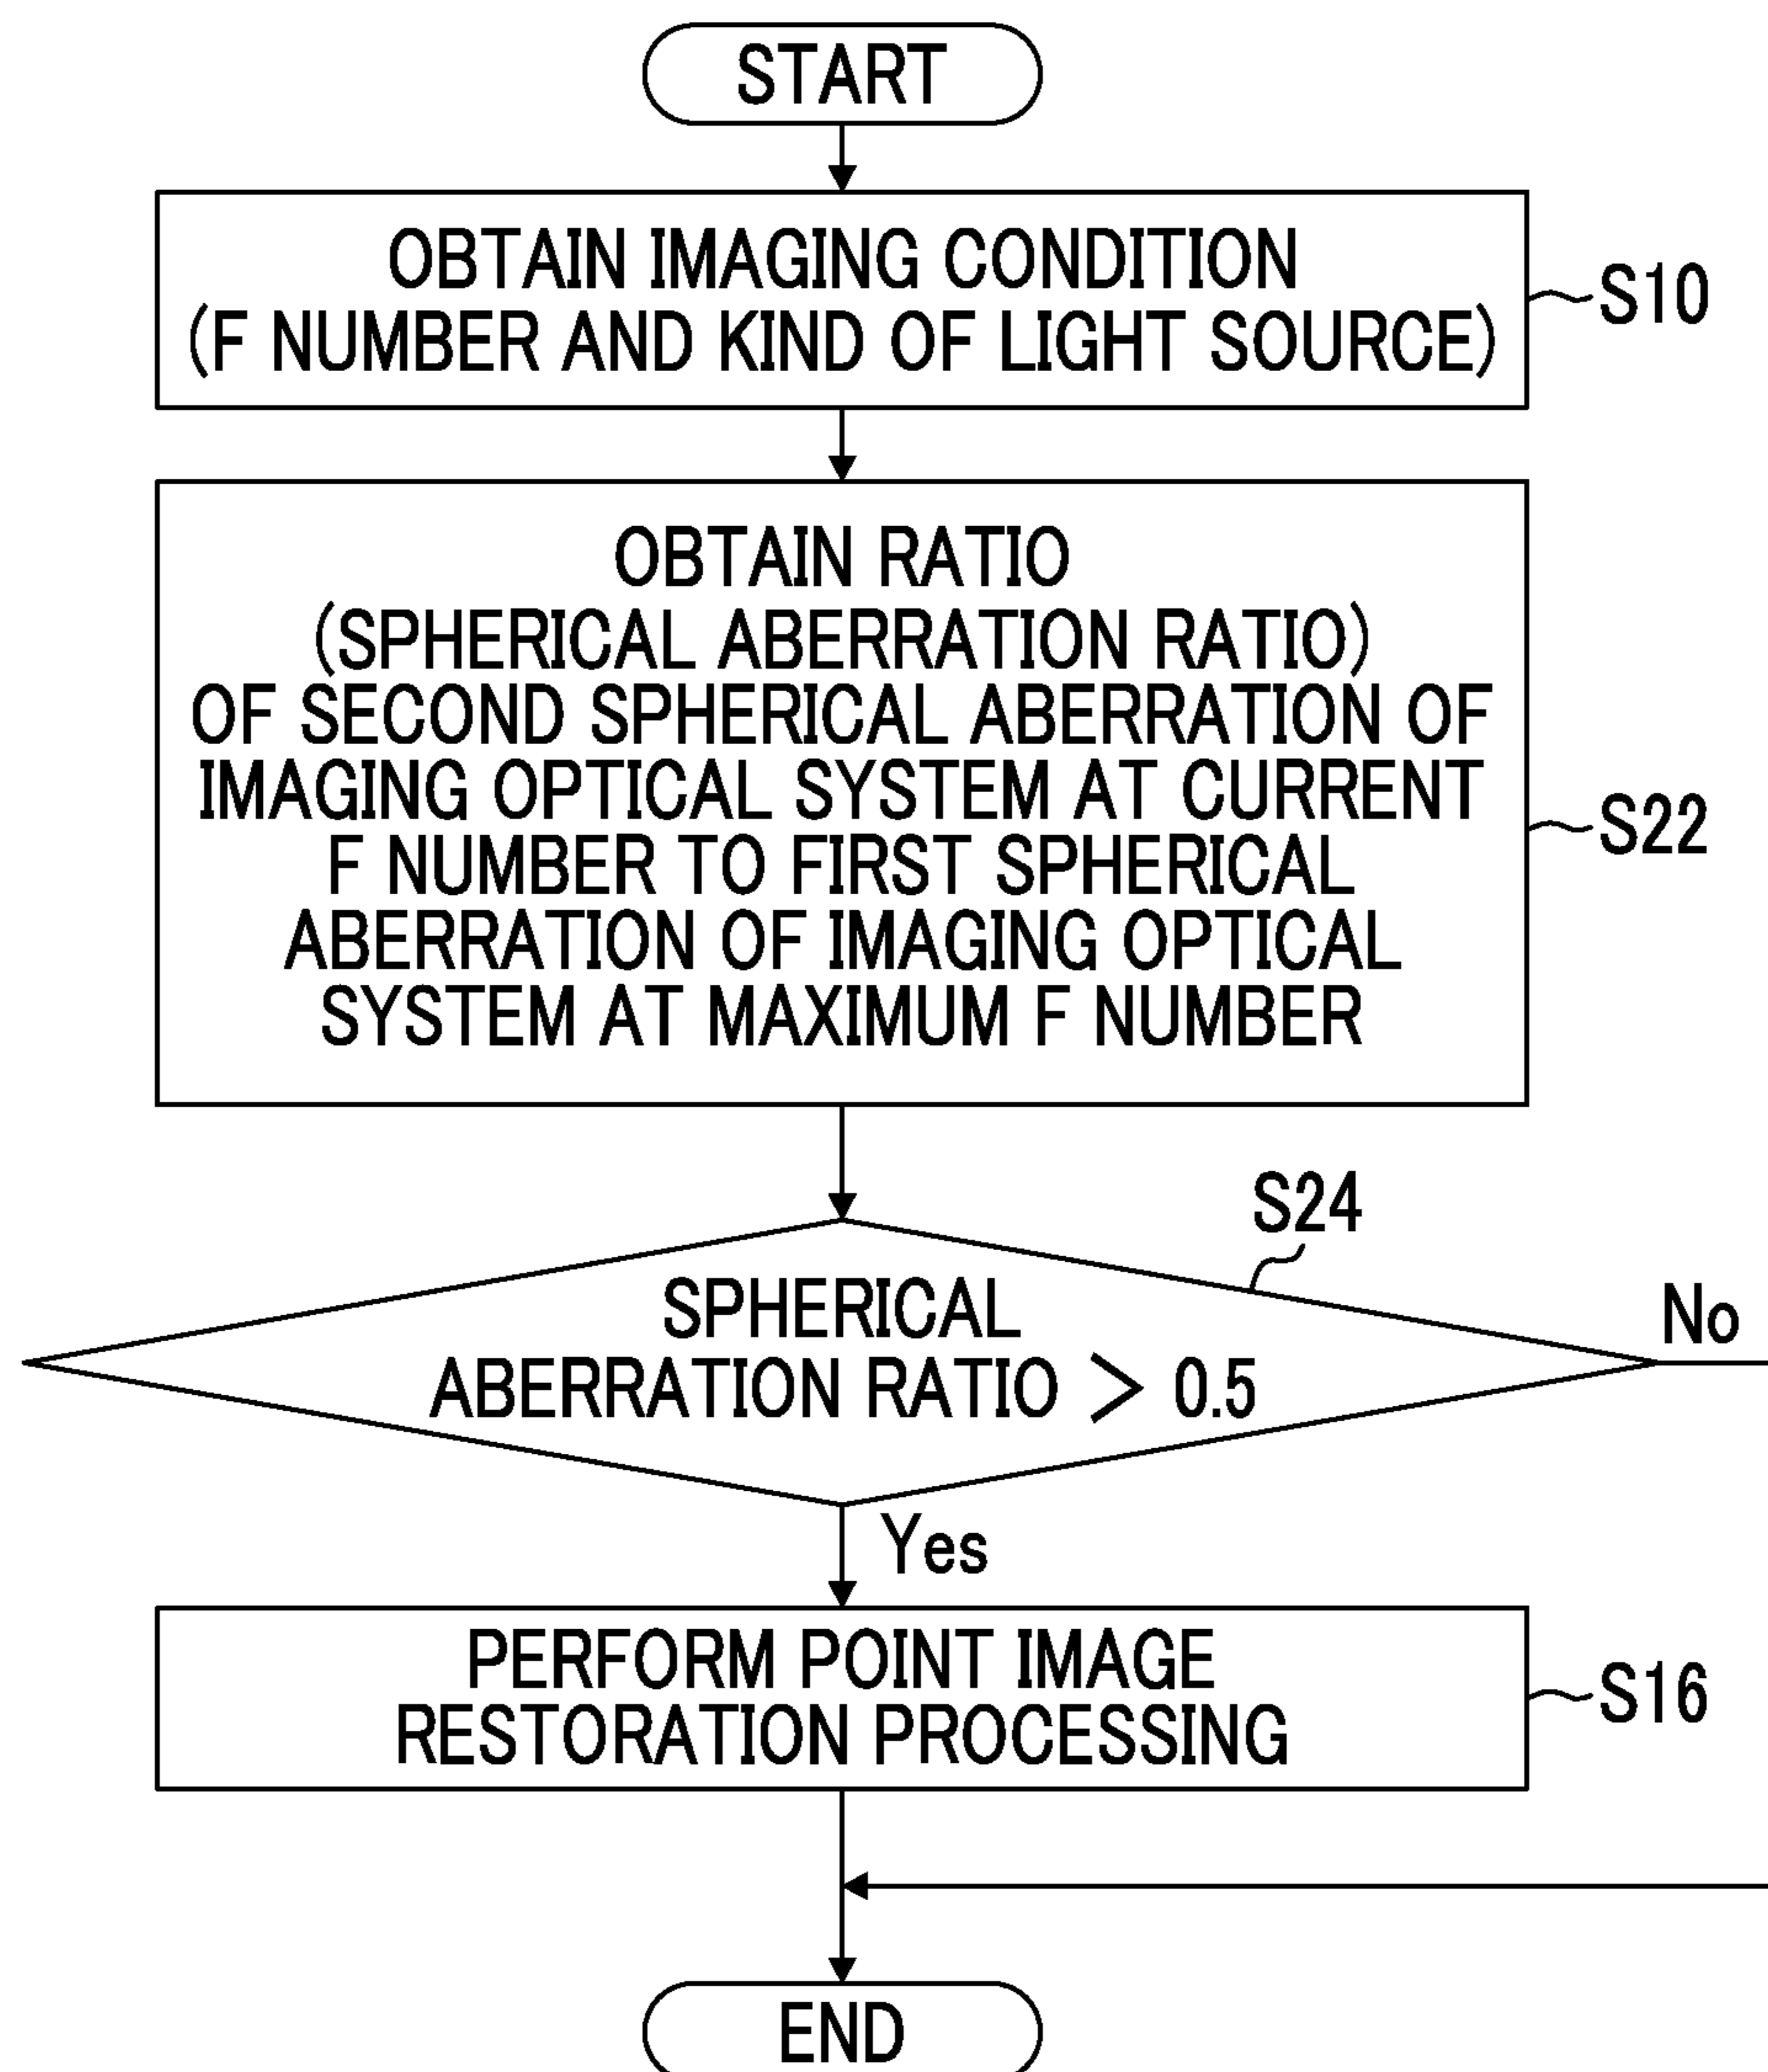 START
OBTAIN IMAGING CONDITION
(F NUMBER AND KIND OF LIGHT SOURCE)
S10
OBTAIN RATIO
(SPHERICAL ABERRATION RATIO)
OF SECOND SPHERICAL ABERRATION OF
IMAGING OPTICAL SYSTEM AT CURRENT
F NUMBER TO FIRST SPHERICAL
ABERRATION OF IMAGING OPTICAL
SYSTEM AT MAXIMUM F NUMBER
S22
S24
SPHERICAL
ABERRATION RATIO > 0.5
No
Yes
PERFORM POINT IMAGE
RESTORATION PROCESSING
S16
END